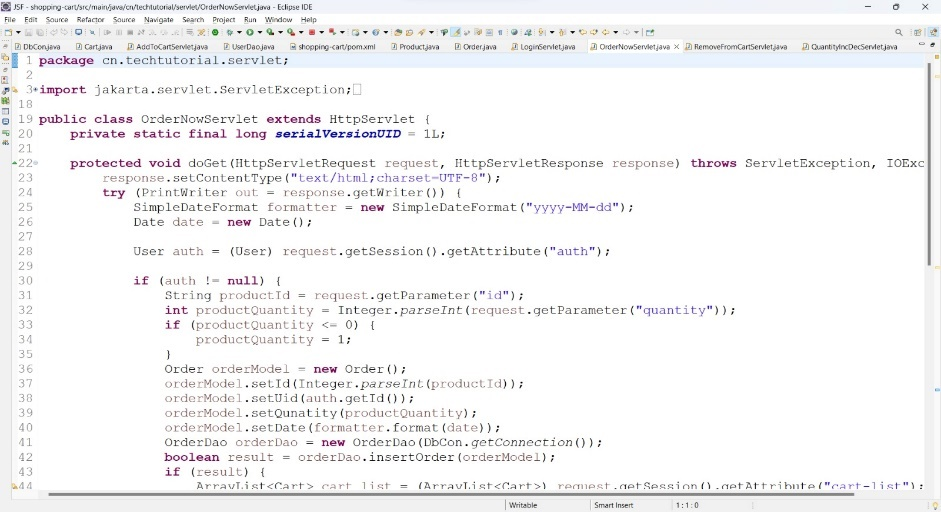 JSF - shopping-cart/src/main/java/cn/techtutorial/servlet/OrderNowServlet.java - Eclipse IDE
File Edit Source Refactor Source Navigate Search Project Run Window Help
DbCon.java Cart.java AddToCartServlet.java UserDao.java shopping-cart/pom.xml Product.java Order.java LoginServlet.java OrderNowServlet.java RemoveFromCartServlet.java QuantityIncDecServlet.java
1 package cn.techtutorial.servlet;
2
3 import jakarta.servlet.ServletException;
18
19 public class OrderNowServlet extends HttpServlet {
20 private static final long serialVersionUID = 1L;
21
22 protected void doGet(HttpServletRequest request, HttpServletResponse response) throws ServletException, IOExc
23 response.setContentType("text/html;charset=UTF-8");
24 try (PrintWriter out = response.getWriter()) {
25 SimpleDateFormat formatter = new SimpleDateFormat("yyyy-MM-dd");
26 Date date = new Date();
27
28 User auth = (User) request.getSession().getAttribute("auth");
29
30 if (auth != null) {
31 String productId = request.getParameter("id");
32 int productQuantity = Integer.parseInt(request.getParameter("quantity"));
33 if (productQuantity <= 0) {
34 productQuantity = 1;
35 }
36 Order orderModel = new Order();
37 orderModel.setId(Integer.parseInt(productId));
38 orderModel.setUid(auth.getId());
39 orderModel.setQunatity(productQuantity);
40 orderModel.setDate(formatter.format(date));
41 OrderDao orderDao = new OrderDao(DbCon.getConnection());
42 boolean result = orderDao.insertOrder(orderModel);
43 if (result) {
44 ArrayList<Cart> cart_list = (ArrayList<Cart>) request.getSession().getAttribute("cart-list");
Writable Smart Insert 1 : 1 : 0